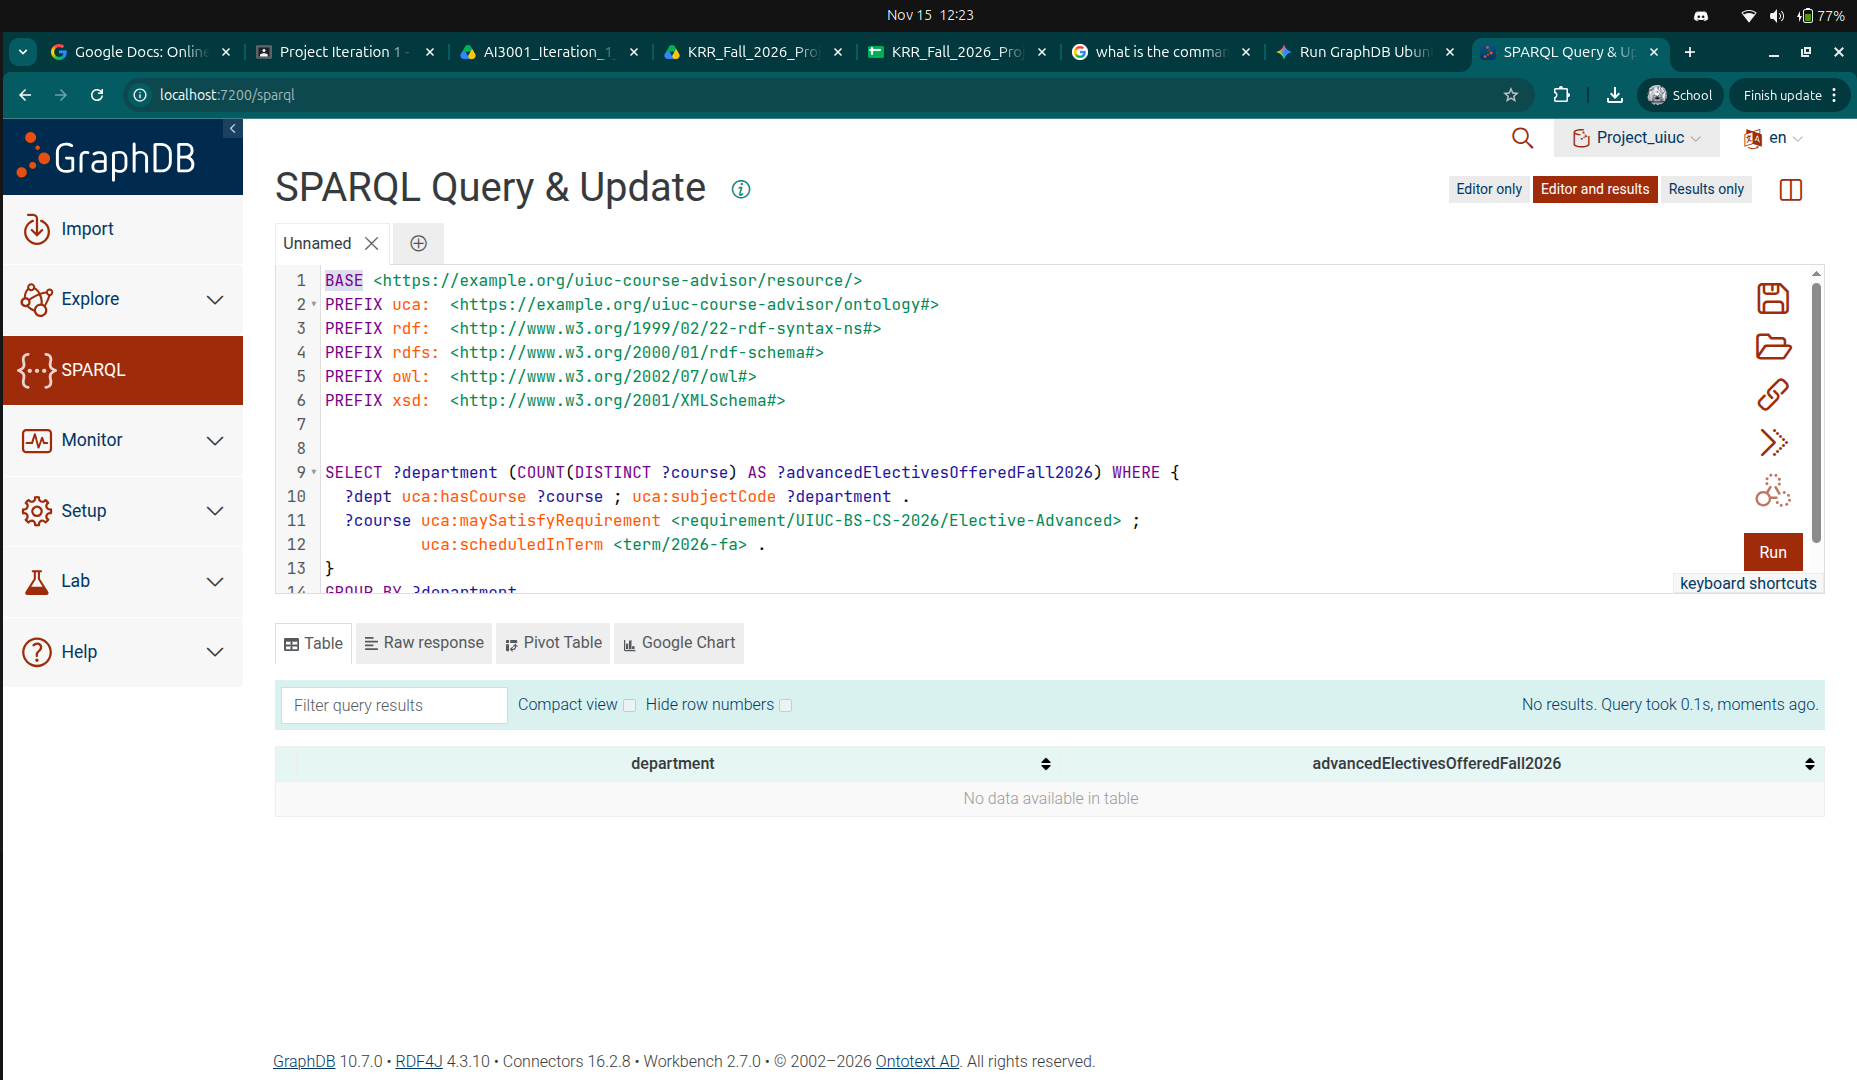 Nov 15 12:23
77%
Google Docs: Online
Project Iteration 1 -
AI3001_Iteration_1_
KRR_Fall_2026_Proj
KRR_Fall_2026_Proj
what is the comman
Run GraphDB Ubun
SPARQL Query & Up
localhost:7200/sparql
School
Finish update
GraphDB
Import
Explore
SPARQL
Monitor
Setup
Lab
Help
Project_uiuc
en
SPARQL Query & Update
Editor only
Editor and results
Results only
Unnamed
1 BASE <https://example.org/uiuc-course-advisor/resource/>
2 PREFIX uca: <https://example.org/uiuc-course-advisor/ontology#>
3 PREFIX rdf: <http://www.w3.org/1999/02/22-rdf-syntax-ns#>
4 PREFIX rdfs: <http://www.w3.org/2000/01/rdf-schema#>
5 PREFIX owl: <http://www.w3.org/2002/07/owl#>
6 PREFIX xsd: <http://www.w3.org/2001/XMLSchema#>
7
8
9 SELECT ?department (COUNT(DISTINCT ?course) AS ?advancedElectivesOfferedFall2026) WHERE {
10 ?dept uca:hasCourse ?course ; uca:subjectCode ?department .
11 ?course uca:maySatisfyRequirement <requirement/UIUC-BS-CS-2026/Elective-Advanced> ;
12 uca:scheduledInTerm <term/2026-fa> .
13 }
14 GROUP BY ?department
Run
keyboard shortcuts
Table
Raw response
Pivot Table
Google Chart
Filter query results
Compact view
Hide row numbers
No results. Query took 0.1s, moments ago.
department
advancedElectivesOfferedFall2026
No data available in table
GraphDB 10.7.0 • RDF4J 4.3.10 • Connectors 16.2.8 • Workbench 2.7.0 • © 2002–2026 Ontotext AD. All rights reserved.